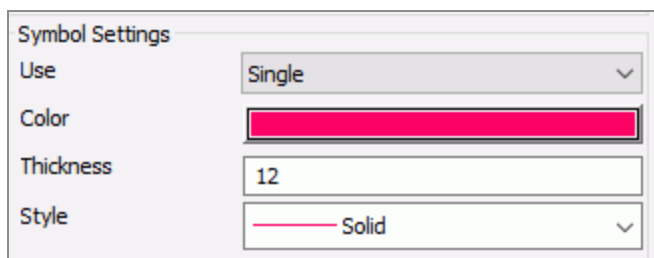 Symbol Settings
Use Single
Color
Thickness 12
Style Solid